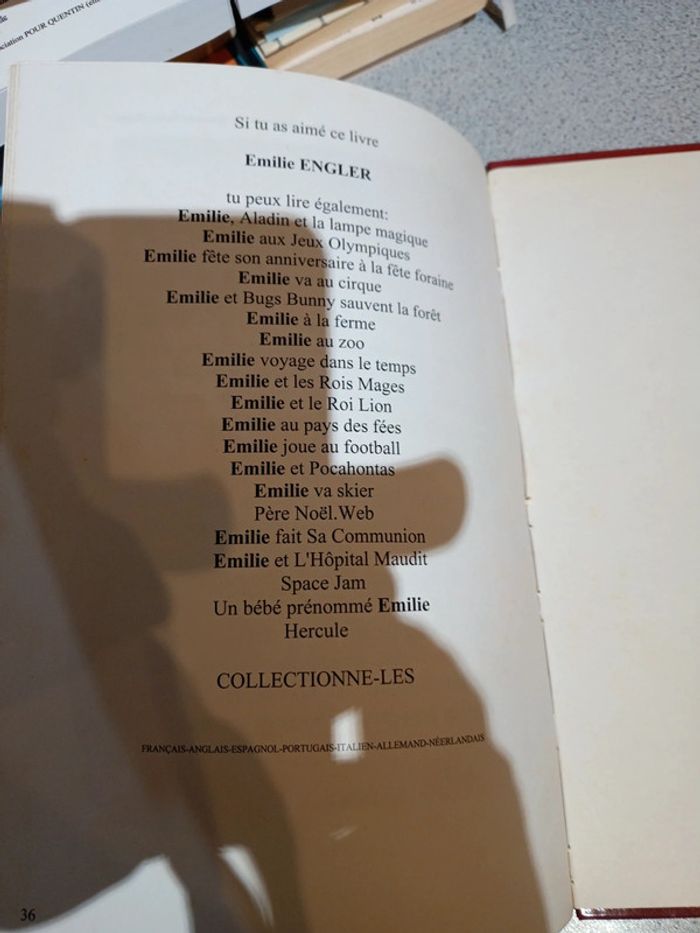 ciation POUR QUENTIN
Si tu as aimé ce livre
Emilie ENGLER
tu peux lire également:
Emilie, Aladin et la lampe magique
Emilie aux Jeux Olympiques
Emilie fête son anniversaire à la fête foraine
Emilie va au cirque
Emilie et Bugs Bunny sauvent la forêt
Emilie à la ferme
Emilie au zoo
Emilie voyage dans le temps
Emilie et les Rois Mages
Emilie et le Roi Lion
Emilie au pays des fées
Emilie joue au football
Emilie et Pocahontas
Emilie va skier
Père Noël.Web
Emilie fait Sa Communion
Emilie et L'Hôpital Maudit
Space Jam
Un bébé prénommé Emilie
Hercule
COLLECTIONNE-LES
FRANÇAIS-ANGLAIS-ESPAGNOL-PORTUGAIS-ITALIEN-ALLEMAND-NÉERLANDAIS
36